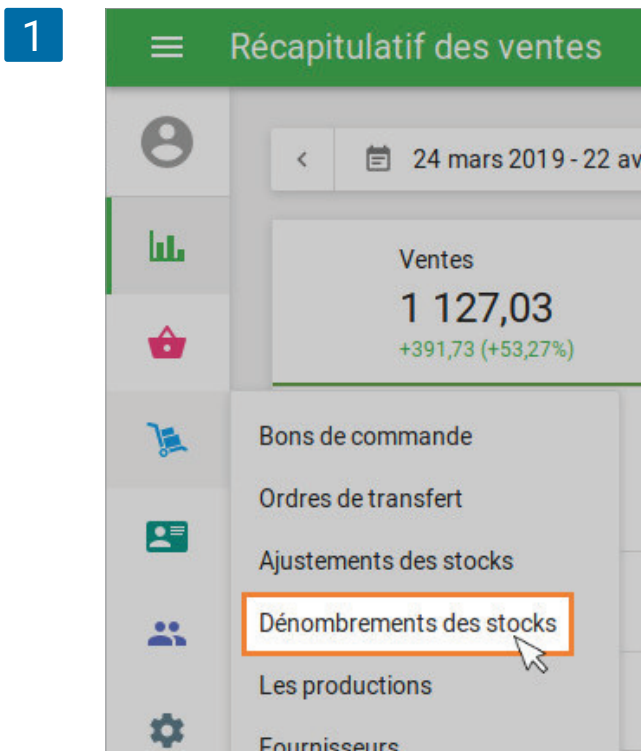 1
Récapitulatif des ventes
24 mars 2019 - 22 av
Ventes
1 127,03
+391,73 (+53,27%)
Bons de commande
Ordres de transfert
Ajustements des stocks
Dénombrements des stocks
Les productions
Fournisseurs